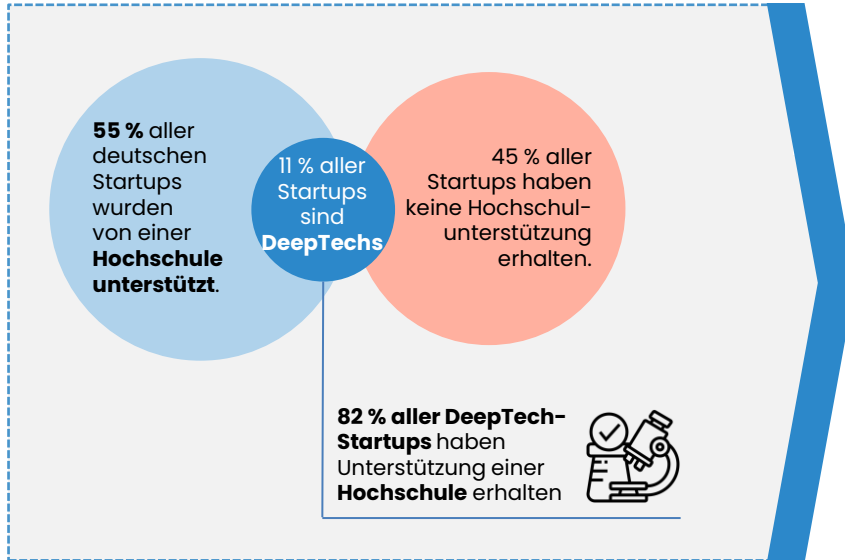 55 % aller
deutschen
Startups
wurden
von einer
Hochschule
unterstützt.
11 % aller
Startups
sind
DeepTechs
45 % aller
Startups haben
keine Hochschul-
unterstützung
erhalten.
82 % aller DeepTech-
Startups haben
Unterstützung einer
Hochschule erhalten